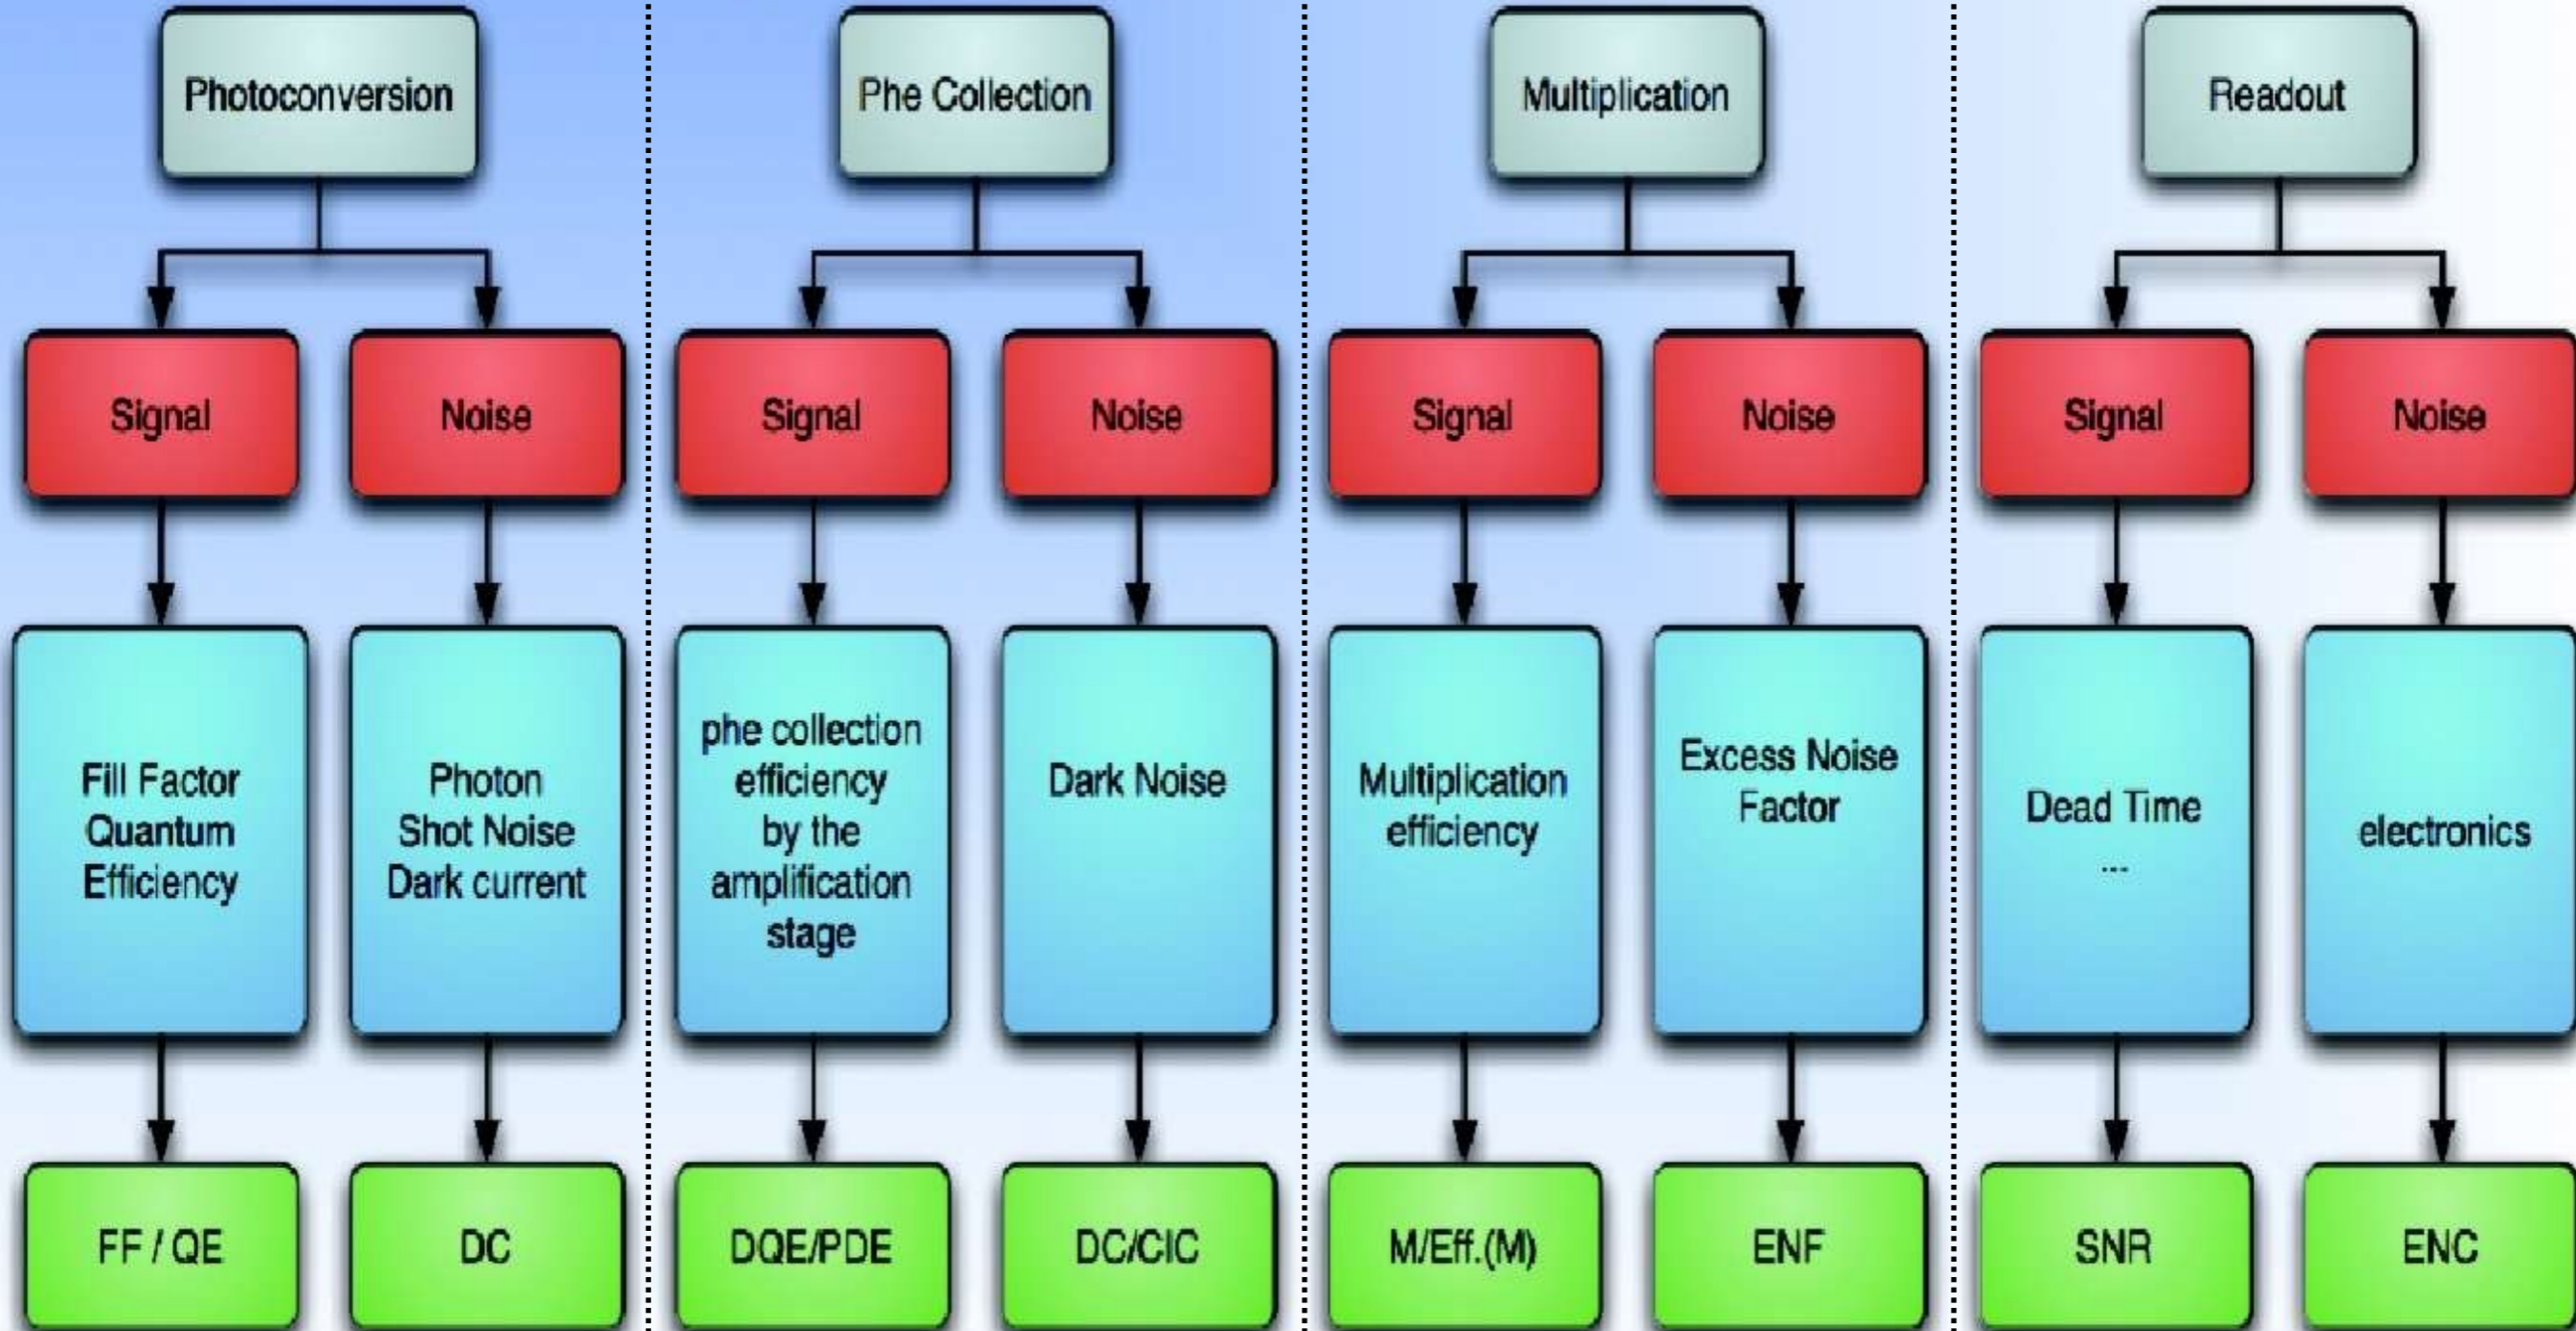 Photoconversion
Phe Collection
Multiplication
Readout
Signal
Noise
Signal
Noise
Signal
Noise
Signal
Noise
Fill Factor
Quantum
Efficiency
Photon
Shot Noise
Dark current
phe collection
efficiency
by the
amplification
stage
Dark Noise
Multiplication
efficiency
Excess Noise
Factor
Dead Time
...
electronics
FF / QE
DC
DQE/PDE
DC/CIC
M/Eff.(M)
ENF
SNR
ENC